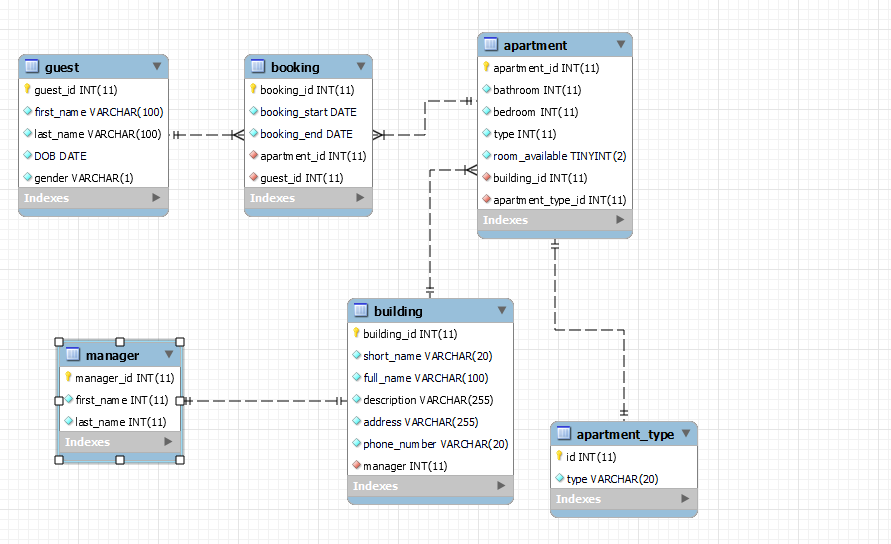 guest
guest_id INT(11)
first_name VARCHAR(100)
last_name VARCHAR(100)
DOB DATE
gender VARCHAR(1)
Indexes
booking
booking_id INT(11)
booking_start DATE
booking_end DATE
apartment_id INT(11)
guest_id INT(11)
Indexes
apartment
apartment_id INT(11)
bathroom INT(11)
bedroom INT(11)
type INT(11)
room_available TINYINT(2)
building_id INT(11)
apartment_type_id INT(11)
Indexes
manager
manager_id INT(11)
first_name INT(11)
last_name INT(11)
Indexes
building
building_id INT(11)
short_name VARCHAR(20)
full_name VARCHAR(100)
description VARCHAR(255)
address VARCHAR(255)
phone_number VARCHAR(20)
manager INT(11)
Indexes
apartment_type
id INT(11)
type VARCHAR(20)
Indexes